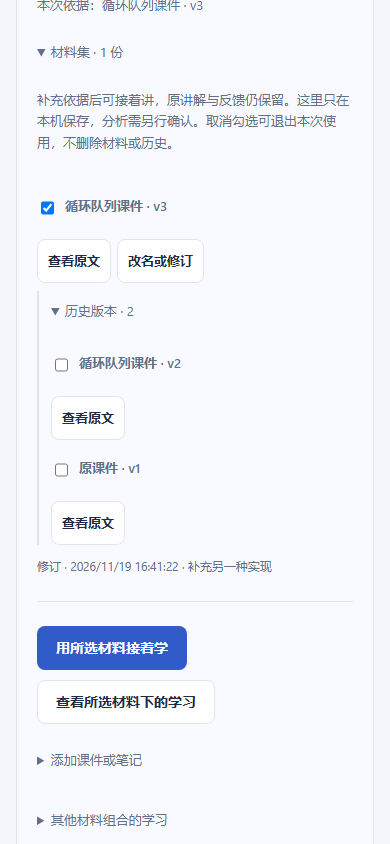 本次依据：循环队列课件 · v3
▼ 材料集 · 1 份
补充依据后可接着讲，原讲解与反馈仍保留。这里只在
本机保存，分析需另行确认。取消勾选可退出本次使
用，不删除材料或历史。
循环队列课件 · v3
查看原文 改名或修订
▼ 历史版本 · 2
循环队列课件 · v2
查看原文
原课件 · v1
查看原文
修订 · 2026/11/19 16:41:22 · 补充另一种实现
用所选材料接着学
查看所选材料下的学习
▶ 添加课件或笔记
▶ 其他材料组合的学习